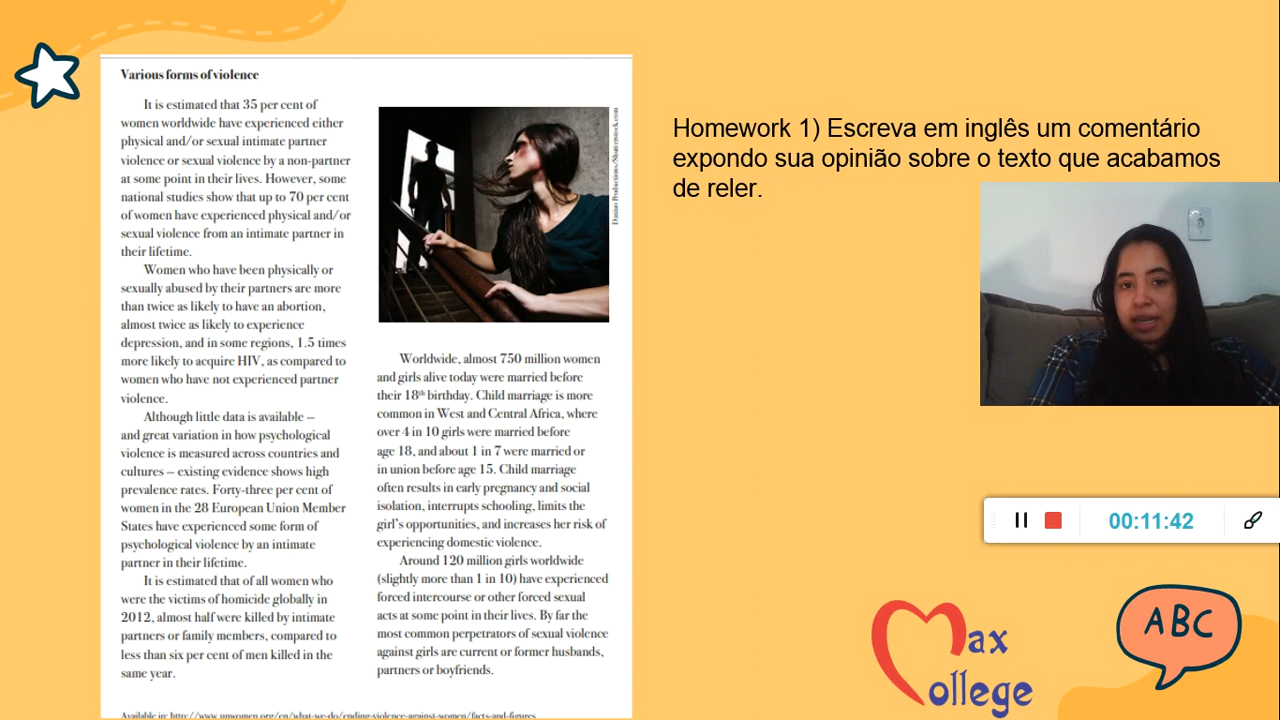 Various forms of violence
It is estimated that 35 per cent of
women worldwide have experienced either
physical and/or sexual intimate partner
violence or sexual violence by a non-partner
at some point in their lives. However, some
national studies show that up to 70 per cent
of women have experienced physical and/or
sexual violence from an intimate partner in
their lifetime.
Women who have been physically or
sexually abused by their partners are more
than twice as likely to have an abortion,
almost twice as likely to experience
depression, and in some regions, 1.5 times
more likely to acquire HIV, as compared to
women who have not experienced partner
violence.
Although little data is available –
and great variation in how psychological
violence is measured across countries and
cultures – existing evidence shows high
prevalence rates. Forty-three per cent of
women in the 28 European Union Member
States have experienced some form of
psychological violence by an intimate
partner in their lifetime.
It is estimated that of all women who
were the victims of homicide globally in
2012, almost half were killed by intimate
partners or family members, compared to
less than six per cent of men killed in the
same year.
Worldwide, almost 750 million women
and girls alive today were married before
their 18th birthday. Child marriage is more
common in West and Central Africa, where
over 4 in 10 girls were married before
age 18, and about 1 in 7 were married or
in union before age 15. Child marriage
often results in early pregnancy and social
isolation, interrupts schooling, limits the
girl's opportunities, and increases her risk of
experiencing domestic violence.
Around 120 million girls worldwide
(slightly more than 1 in 10) have experienced
forced intercourse or other forced sexual
acts at some point in their lives. By far the
most common perpetrators of sexual violence
against girls are current or former husbands,
partners or boyfriends.
Available in: http://www.unwomen.org/en/what-we-do/ending-violence-against-women/facts-and-figures
Homework 1) Escreva em inglês um comentário
expondo sua opinião sobre o texto que acabamos
de reler.
00:11:42
Max
College
ABC